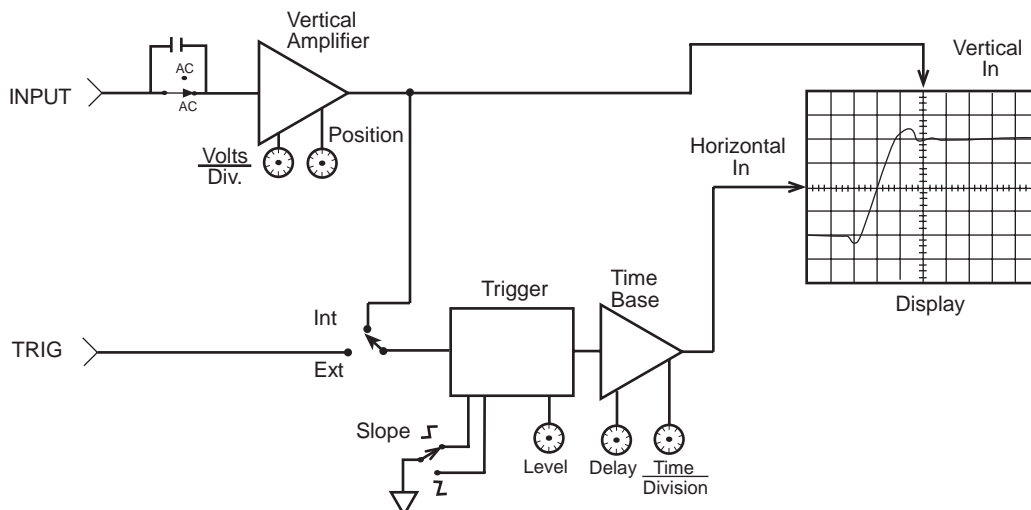 Vertical
Amplifier
Vertical
In
AC
INPUT
AC
Position
Volts
Div.
Horizontal
In
Time
Base
Trigger
Display
Int
TRIG
Ext
Slope
Level
Delay
Time
Division